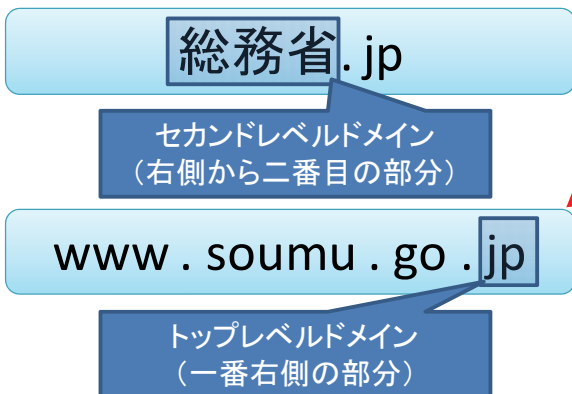 総務省.jp
セカンドレベルドメイン
（右側から二番目の部分）
www . soumu . go . jp
トップレベルドメイン
（一番右側の部分）